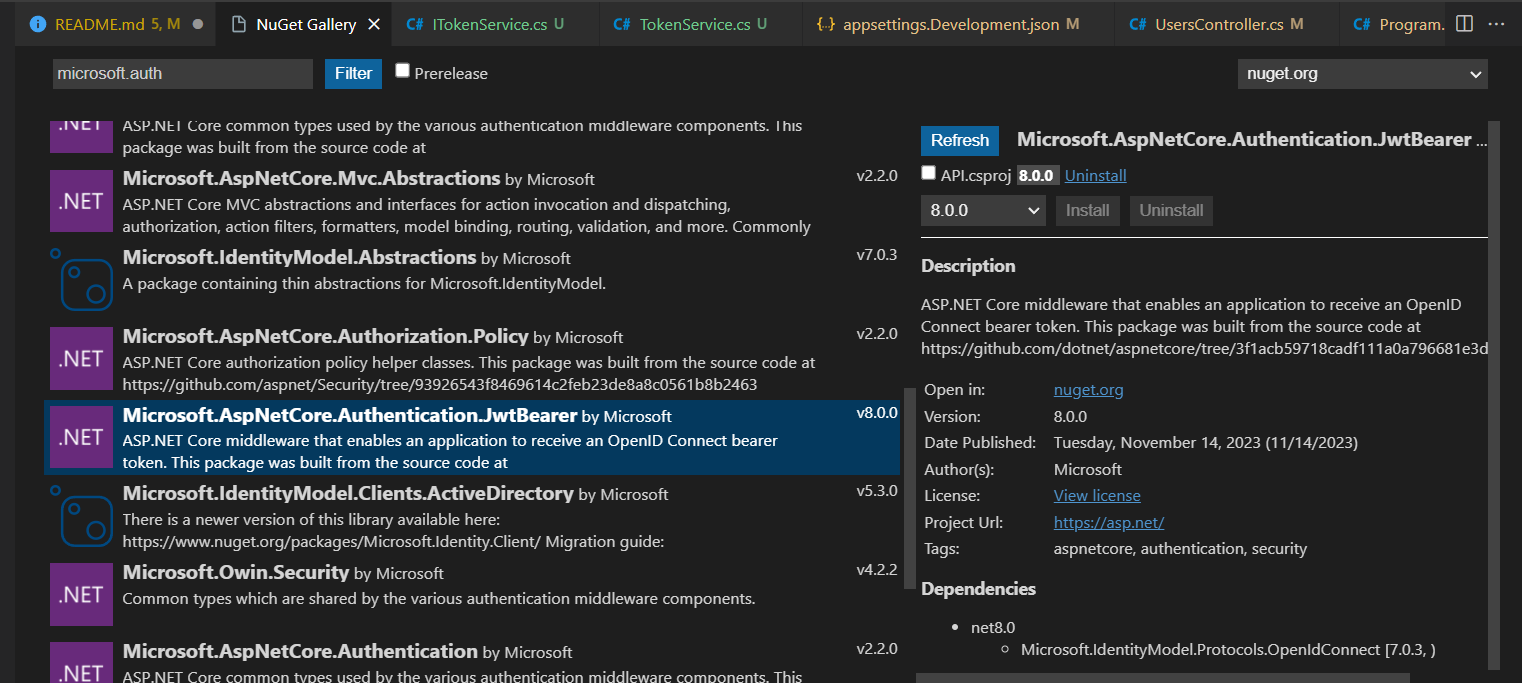 README.md 5, M
NuGet Gallery
C# ITokenService.cs U
C# TokenService.cs U
{..} appsettings.Development.json M
C# UsersController.cs M
C# Program.
microsoft.auth
Filter
Prerelease
nuget.org
.NET
ASP.NET Core common types used by the various authentication middleware components. This
package was built from the source code at
.NET
Microsoft.AspNetCore.Mvc.Abstractions by Microsoft
v2.2.0
ASP.NET Core MVC abstractions and interfaces for action invocation and dispatching,
authorization, action filters, formatters, model binding, routing, validation, and more. Commonly
Microsoft.IdentityModel.Abstractions by Microsoft
v7.0.3
A package containing thin abstractions for Microsoft.IdentityModel.
.NET
Microsoft.AspNetCore.Authorization.Policy by Microsoft
v2.2.0
ASP.NET Core authorization policy helper classes. This package was built from the source code at
https://github.com/aspnet/Security/tree/93926543f8469614c2feb23de8a8c0561b8b2463
.NET
Microsoft.AspNetCore.Authentication.JwtBearer by Microsoft
v8.0.0
ASP.NET Core middleware that enables an application to receive an OpenID Connect bearer
token. This package was built from the source code at
Microsoft.IdentityModel.Clients.ActiveDirectory by Microsoft
v5.3.0
There is a newer version of this library available here:
https://www.nuget.org/packages/Microsoft.Identity.Client/ Migration guide:
.NET
Microsoft.Owin.Security by Microsoft
v4.2.2
Common types which are shared by the various authentication middleware components.
.NET
Microsoft.AspNetCore.Authentication by Microsoft
v2.2.0
ASP.NET Core common types used by the various authentication middleware components. This
Refresh
Microsoft.AspNetCore.Authentication.JwtBearer ...
API.csproj 8.0.0 Uninstall
8.0.0
Install
Uninstall
Description
ASP.NET Core middleware that enables an application to receive an OpenID
Connect bearer token. This package was built from the source code at
https://github.com/dotnet/aspnetcore/tree/3f1acb59718cadf111a0a796681e3d
Open in: nuget.org
Version: 8.0.0
Date Published: Tuesday, November 14, 2023 (11/14/2023)
Author(s): Microsoft
License: View license
Project Url: https://asp.net/
Tags: aspnetcore, authentication, security
Dependencies
net8.0
Microsoft.IdentityModel.Protocols.OpenIdConnect [7.0.3, )